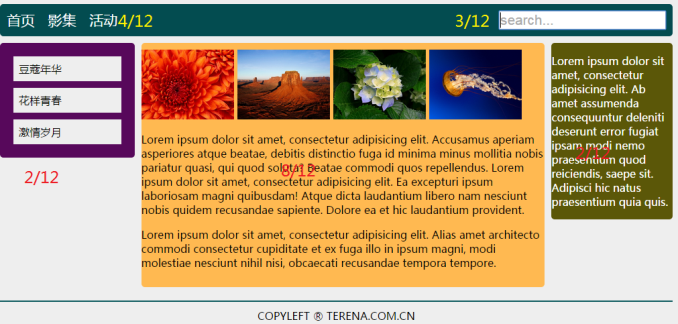 首页 影集 活动4/12 3/12 search...
豆蔻年华
花样青春
激情岁月
2/12
Lorem ipsum dolor sit amet, consectetur adipisicing elit. Accusamus aperiam
asperiores atque beatae, debitis distinctio fuga id minima minus mollitia nobis
pariatur quasi, qui quod soluta? Beatae commodi quos repellendus. Lorem
8/12
ipsum dolor sit amet, consectetur adipisicing elit. Ea excepturi ipsam
laboriosam magni quibusdam! Atque dicta laudantium libero nam nesciunt
nobis quidem recusandae sapiente. Dolore ea et hic laudantium provident.
Lorem ipsum dolor sit amet, consectetur adipisicing elit. Alias amet architecto
commodi consectetur cupiditate et ex fuga illo in ipsum magni, modi
molestiae nesciunt nihil nisi, obcaecati recusandae tempora tempore.
Lorem ipsum dolor sit
amet, consectetur
adipisicing elit. Ab
amet assumenda
consequuntur deleniti
deserunt error fugiat
ipsam modi nemo
2/12
praesentium quod
reiciendis, saepe sit.
Adipisci hic natus
praesentium quia quis.
COPYLEFT ® TERENA.COM.CN